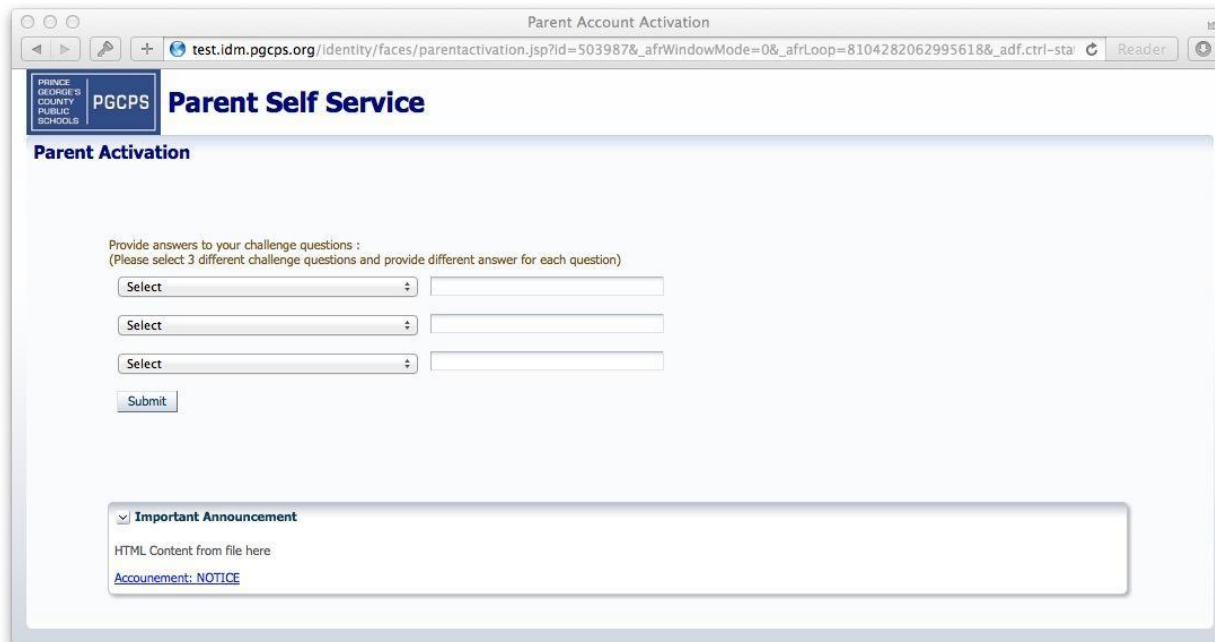 Parent Account Activation
test.idm.pgcps.org/identity/faces/parentactivation.jsp?id=503987&_afrWindowMode=0&_afrLoop=8104282062995618&_adf.ctrl-sta
Reader
PRINCE
GEORGE'S
COUNTY
PUBLIC
SCHOOLS
PGCPS
Parent Self Service
Parent Activation
Provide answers to your challenge questions :
(Please select 3 different challenge questions and provide different answer for each question)
Select
Select
Select
Submit
Important Announcement
HTML Content from file here
Accounement: NOTICE